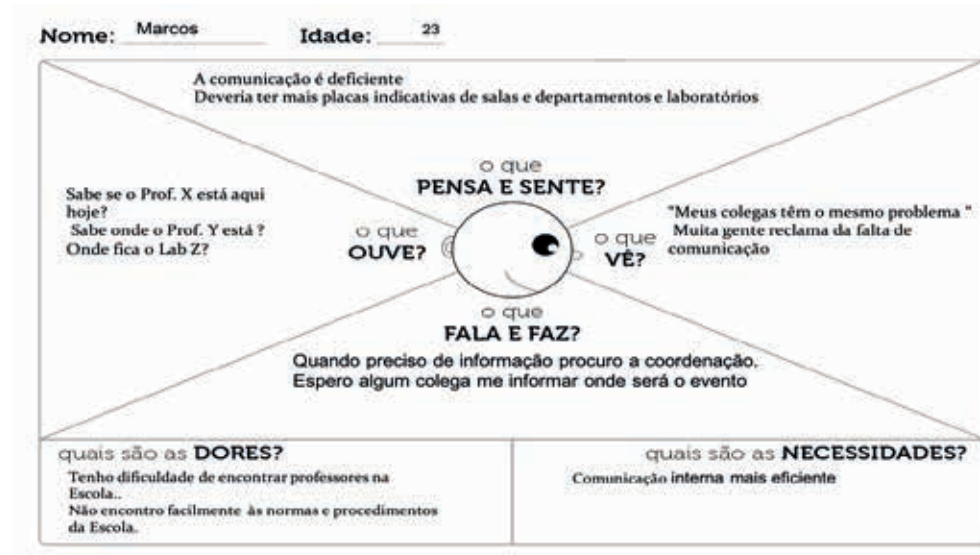 Nome: Marcos Idade: 23
A comunicação é deficiente
Deveria ter mais placas indicativas de salas e departamentos e laboratórios
o que
PENSA E SENTE?
Sabe se o Prof. X está aqui
hoje?
Sabe onde o Prof. Y está ?
Onde fica o Lab Z?
o que
OUVE?
o que
VÊ?
"Meus colegas têm o mesmo problema "
Muita gente reclama da falta de
comunicação
o que
FALA E FAZ?
Quando preciso de informação procuro a coordenação.
Espero algum colega me informar onde será o evento
quais são as DORES?
Tenho dificuldade de encontrar professores na
Escola..
Não encontro facilmente às normas e procedimentos
da Escola.
quais são as NECESSIDADES?
Comunicação interna mais eficiente